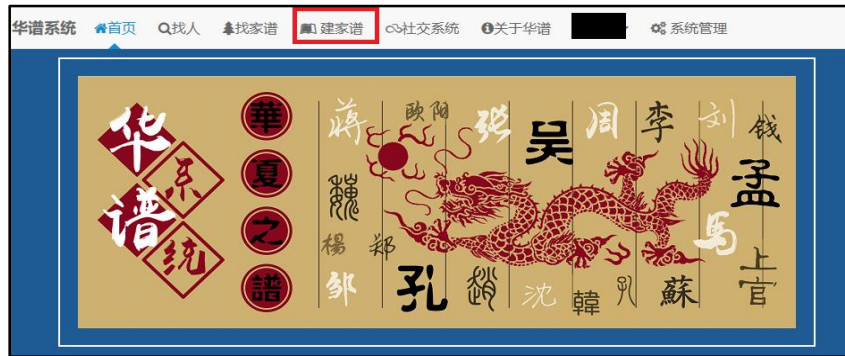 华谱系统 首页 找人 找家谱 建家谱 社交系统 关于华谱 系统管理
华谱
系统
華夏之譜
蒋 欧阳 张 吴 周 李 刘 钱
魏 孟
楊 郑 马
邹 孔 趙 沈 韓 孔 蘇 上官